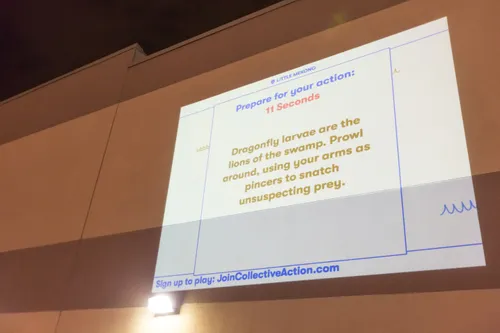 LITTLE MEKONG
Prepare for your action:
11 Seconds
Dragonfly larvae are the
lions of the swamp. Prowl
around, using your arms as
pincers to snatch
unsuspecting prey.
Sign up to play: JoinCollectiveAction.com